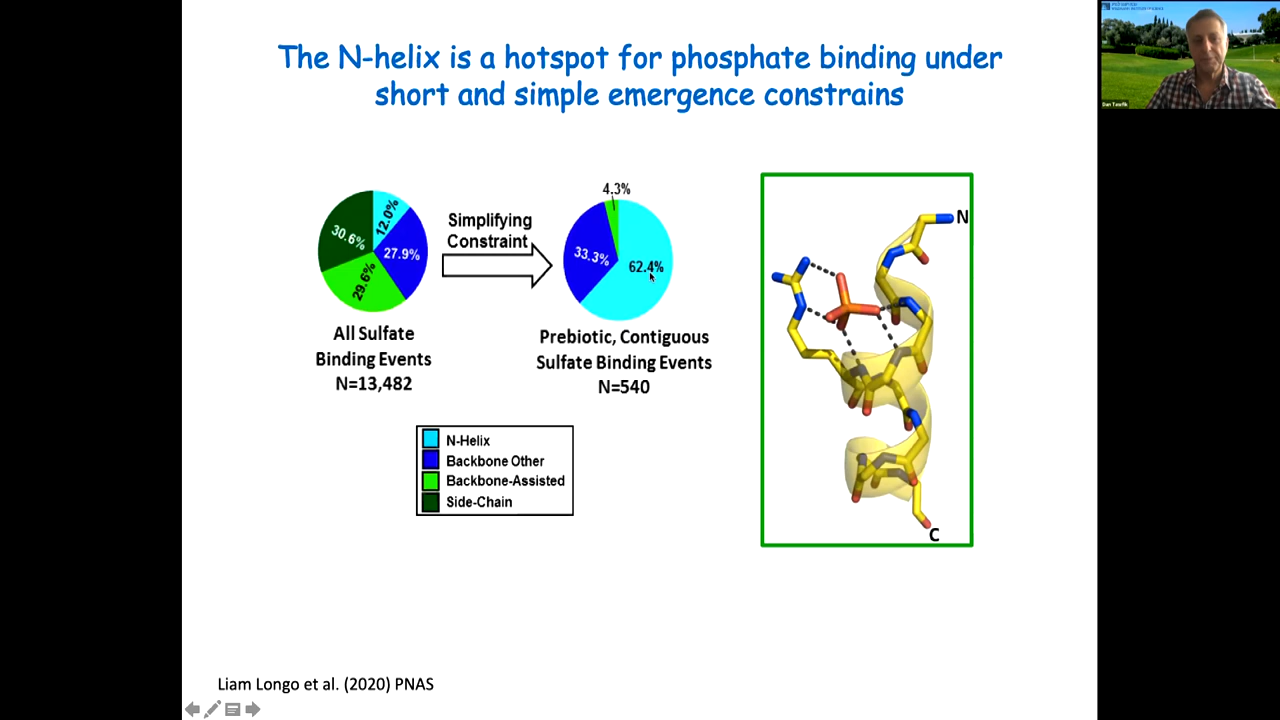 The N-helix is a hotspot for phosphate binding under
short and simple emergence constrains
30.6%
12.0%
27.9%
29.6%
All Sulfate
Binding Events
N=13,482
Simplifying
Constraint
4.3%
33.3%
62.4%
Prebiotic, Contiguous
Sulfate Binding Events
N=540
N-Helix
Backbone Other
Backbone-Assisted
Side-Chain
N
C
Liam Longo et al. (2020) PNAS
Dan Tawfik